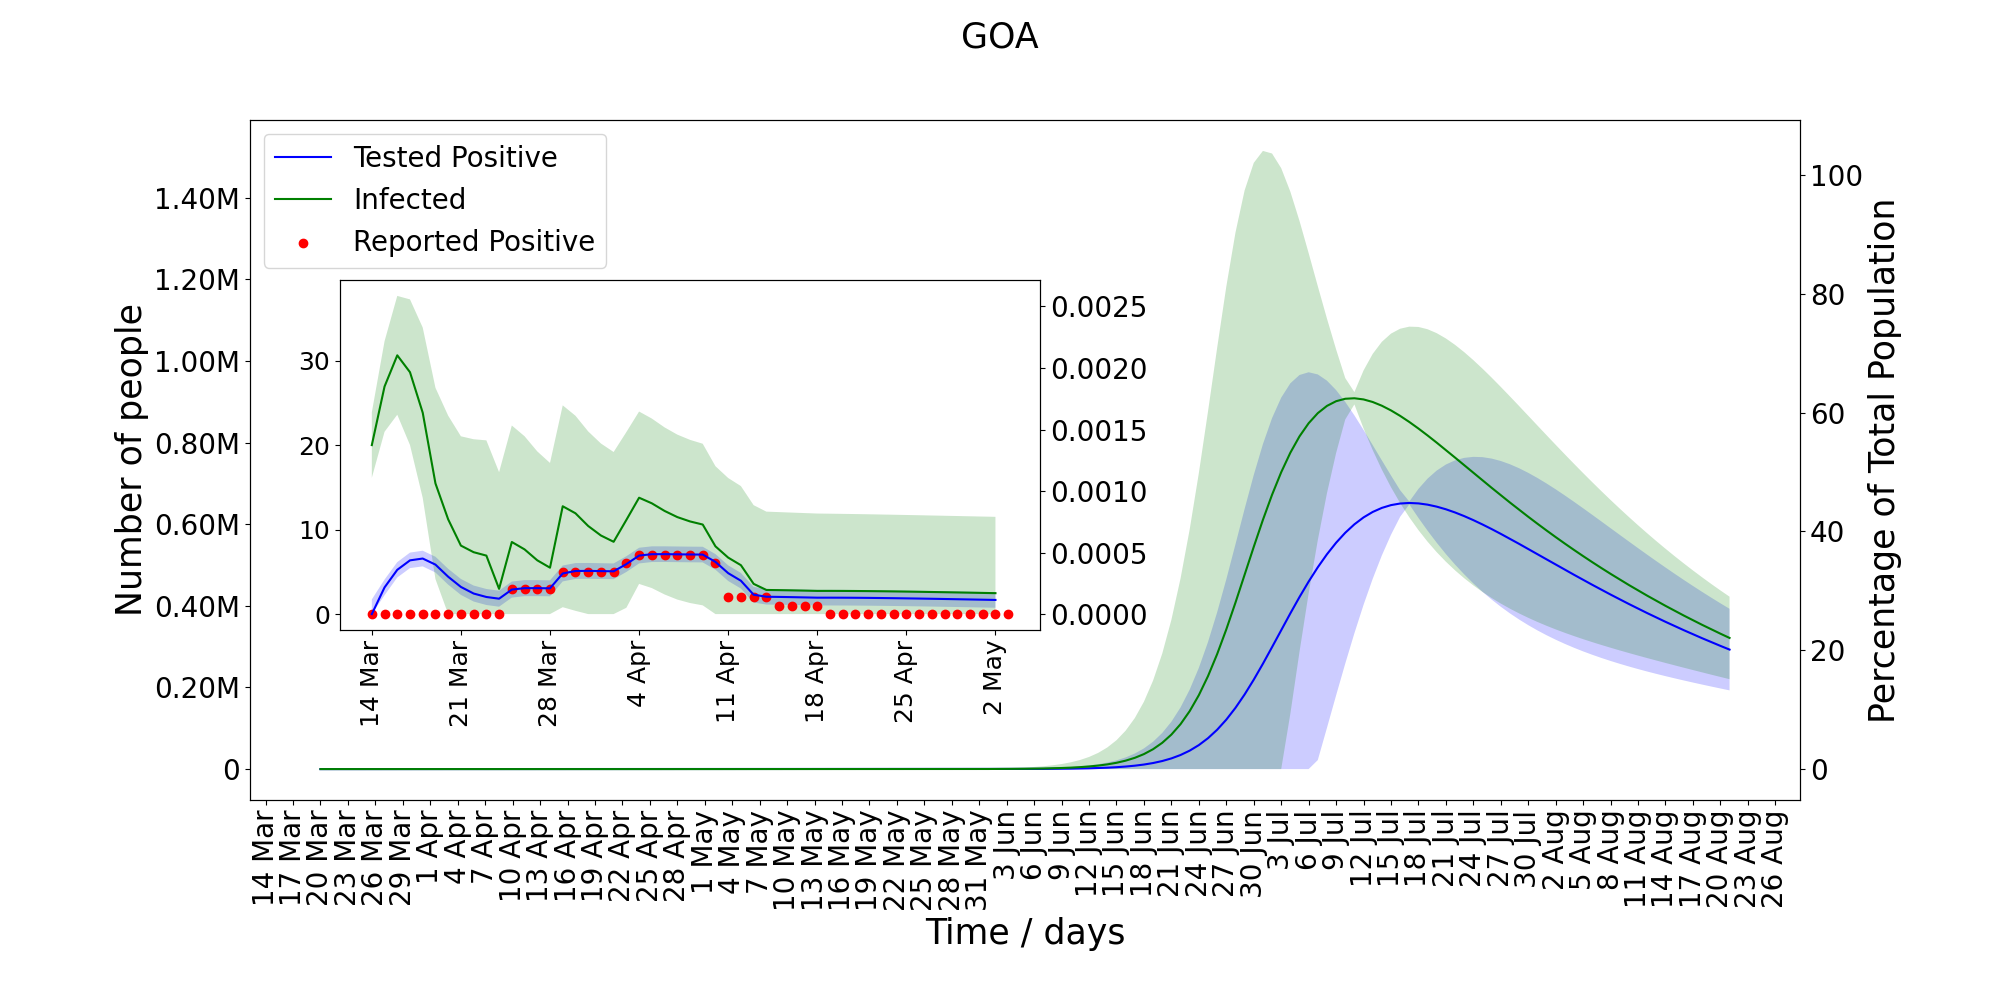 GOA
Tested Positive
Infected
Reported Positive
Number of people
1.40M
1.20M
1.00M
0.80M
0.60M
0.40M
0.20M
0
30
20
10
0
0.0025
0.0020
0.0015
0.0010
0.0005
0.0000
14 Mar
21 Mar
28 Mar
4 Apr
11 Apr
18 Apr
25 Apr
2 May
100
80
60
40
20
0
Percentage of Total Population
14 Mar
17 Mar
20 Mar
23 Mar
26 Mar
29 Mar
1 Apr
4 Apr
7 Apr
10 Apr
13 Apr
16 Apr
19 Apr
22 Apr
25 Apr
28 Apr
1 May
4 May
7 May
10 May
13 May
16 May
19 May
22 May
25 May
28 May
31 May
3 Jun
6 Jun
9 Jun
12 Jun
15 Jun
18 Jun
21 Jun
24 Jun
27 Jun
30 Jun
3 Jul
6 Jul
9 Jul
12 Jul
15 Jul
18 Jul
21 Jul
24 Jul
27 Jul
30 Jul
2 Aug
5 Aug
8 Aug
11 Aug
14 Aug
17 Aug
20 Aug
23 Aug
26 Aug
Time / days